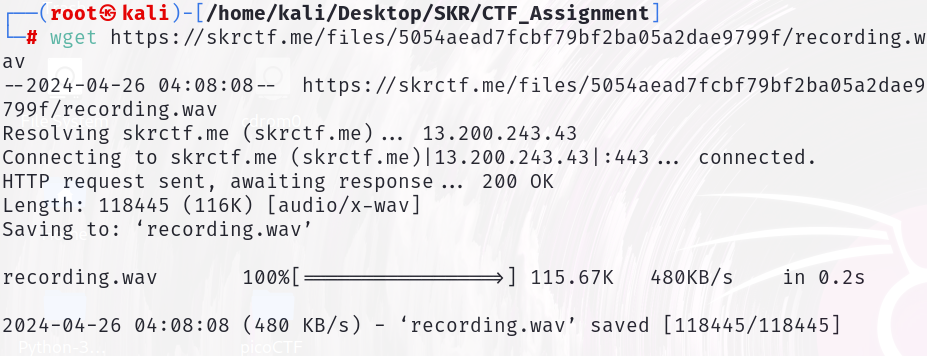 ┌──(root㉿kali)-[/home/kali/Desktop/SKR/CTF_Assignment]
└─# wget https://skrctf.me/files/5054aead7fcbf79bf2ba05a2dae9799f/recording.w
av
--2024-04-26 04:08:08--  https://skrctf.me/files/5054aead7fcbf79bf2ba05a2dae9
799f/recording.wav
Resolving skrctf.me (skrctf.me)... 13.200.243.43
Connecting to skrctf.me (skrctf.me)|13.200.243.43|:443... connected.
HTTP request sent, awaiting response... 200 OK
Length: 118445 (116K) [audio/x-wav]
Saving to: ‘recording.wav’
recording.wav       100%[=================>] 115.67K   480KB/s    in 0.2s
2024-04-26 04:08:08 (480 KB/s) - ‘recording.wav’ saved [118445/118445]
Python-3... picoCTF